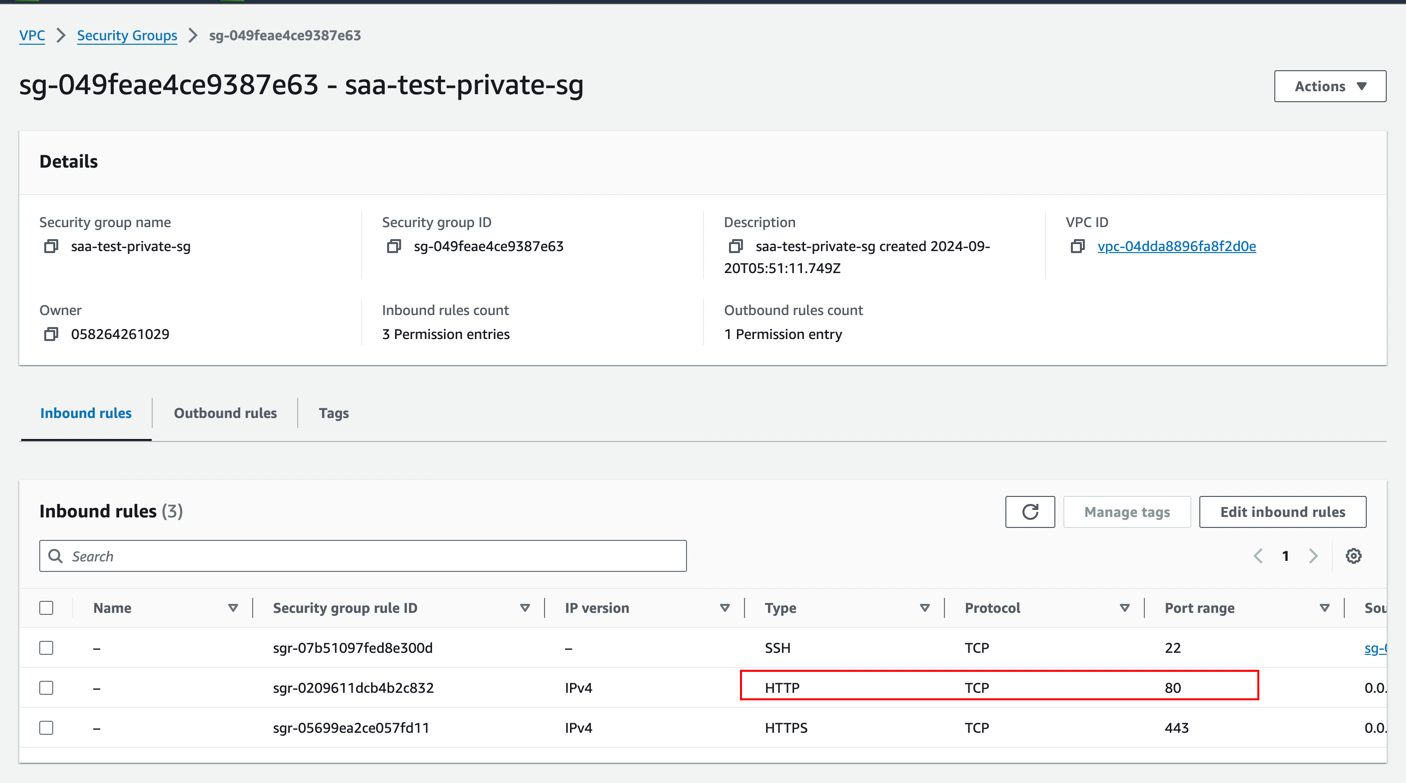 VPC > Security Groups > sg-049feae4ce9387e63
sg-049feae4ce9387e63 - saa-test-private-sg
Actions
Details
Security group name
saa-test-private-sg
Security group ID
sg-049feae4ce9387e63
Description
saa-test-private-sg created 2024-09-
20T05:51:11.749Z
VPC ID
vpc-04dda8896fa8f2d0e
Owner
058264261029
Inbound rules count
3 Permission entries
Outbound rules count
1 Permission entry
Inbound rules Outbound rules Tags
Inbound rules (3)
Manage tags Edit inbound rules
Search
1
Name Security group rule ID IP version Type Protocol Port range
– sgr-07b51097fed8e300d – SSH TCP 22
– sgr-0209611dcb4b2c832 IPv4 HTTP TCP 80 0.0.
– sgr-05699ea2ce057fd11 IPv4 HTTPS TCP 443 0.0.